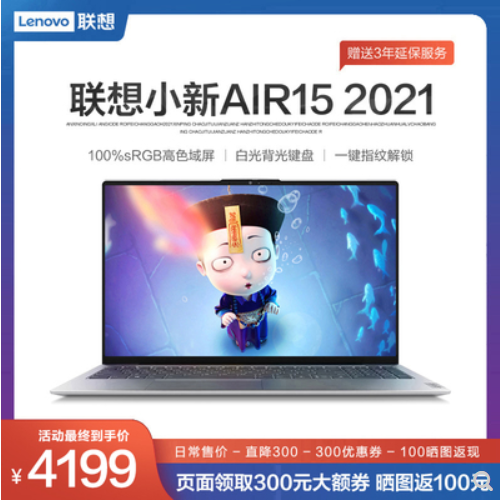 Lenovo 联想
赠送3年延保服务
联想小新AIR15 2021
100%sRGB高色域屏 | 白光背光键盘 | 一键指纹解锁
活动最终到手价
¥4199
日常售价 – 直降300 – 300优惠券 – 100晒图返现
页面领取300元大额券 晒图返100元